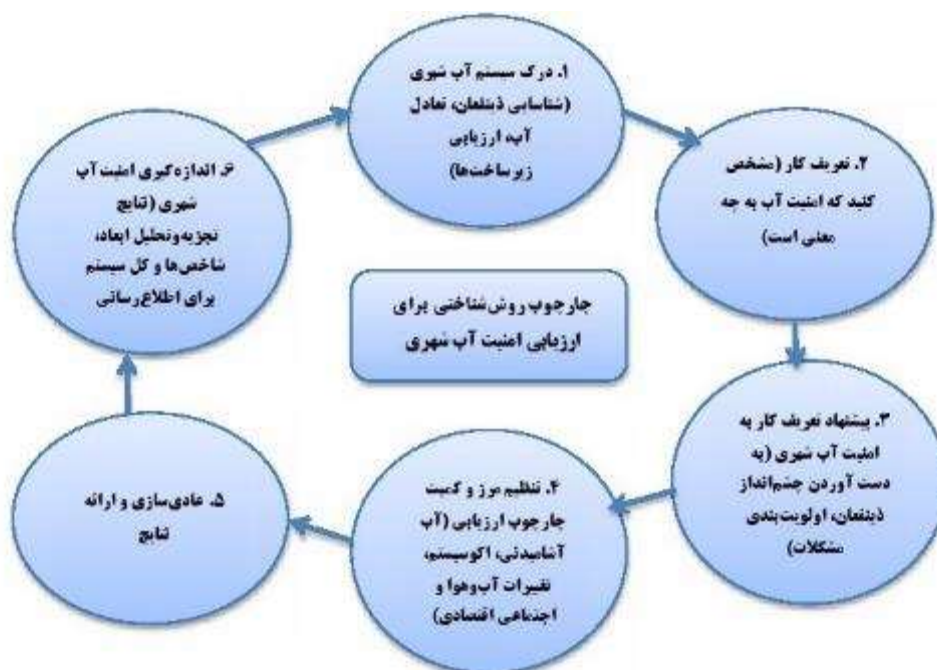 ۱. درک سیستم آب شهری
(شناسایی ذینفعان، تعادل
آب، ارزیابی
زیرساخت‌ها)
۲. تعریف کار (مشخص
کنید که امنیت آب به چه
معنی است)
۳. پیشنهاد تعریف کار به
امنیت آب شهری (به
دست آوردن چشم‌انداز
ذینفعان، اولویت‌بندی
مشکلات)
۴. تنظیم مرز و کمیت
چارچوب ارزیابی (آب
آشامیدنی، اکوسیستم،
تغییرات آب‌وهوا و
اجتماعی اقتصادی)
۵. عادی‌سازی و ارائه
نتایج
۶. اندازه‌گیری امنیت آب
شهری (نتایج
تجزیه‌وتحلیل ابعاد،
شاخص‌ها و کل سیستم
برای اطلاع‌رسانی
چارچوب روش‌شناختی برای
ارزیابی امنیت آب شهری